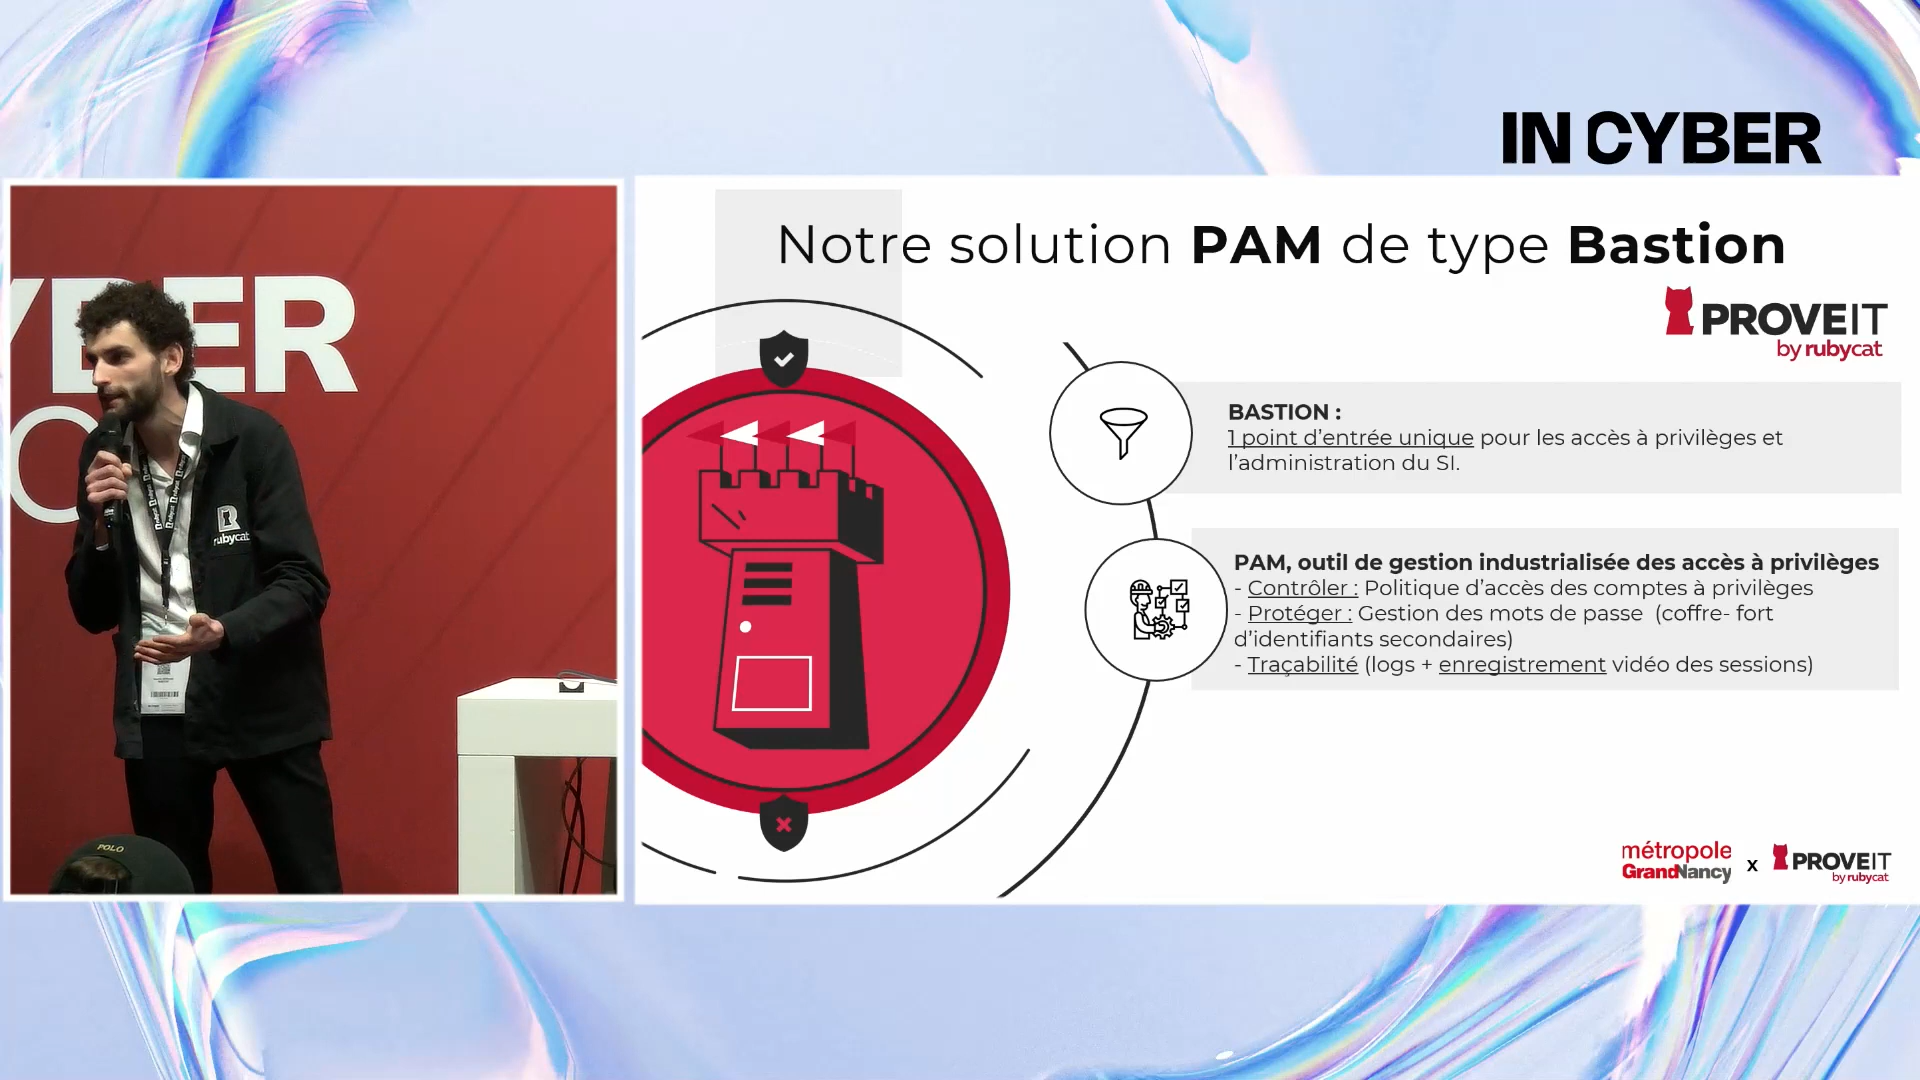 IN CYBER
YBER
Notre solution PAM de type Bastion
PROVEIT
by rubycat
BASTION :
1 point d'entrée unique pour les accès à privilèges et
l'administration du SI.
PAM, outil de gestion industrialisée des accès à privilèges
- Contrôler : Politique d'accès des comptes à privilèges
- Protéger : Gestion des mots de passe (coffre- fort
d'identifiants secondaires)
- Traçabilité (logs + enregistrement vidéo des sessions)
rubycat
POLO
métropole
GrandNancy
x
PROVEIT
by rubycat